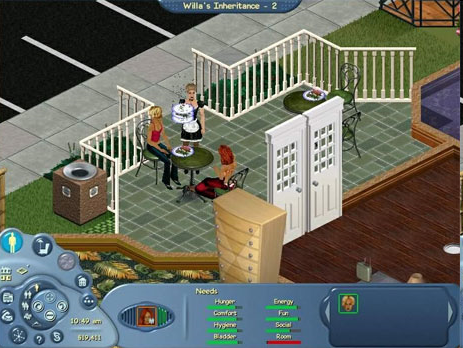 Willa's Inheritance - 2
Needs
Hunger
Energy
Comfort
Fun
Hygiene
Social
Bladder
Room
10:49 am
$19,411